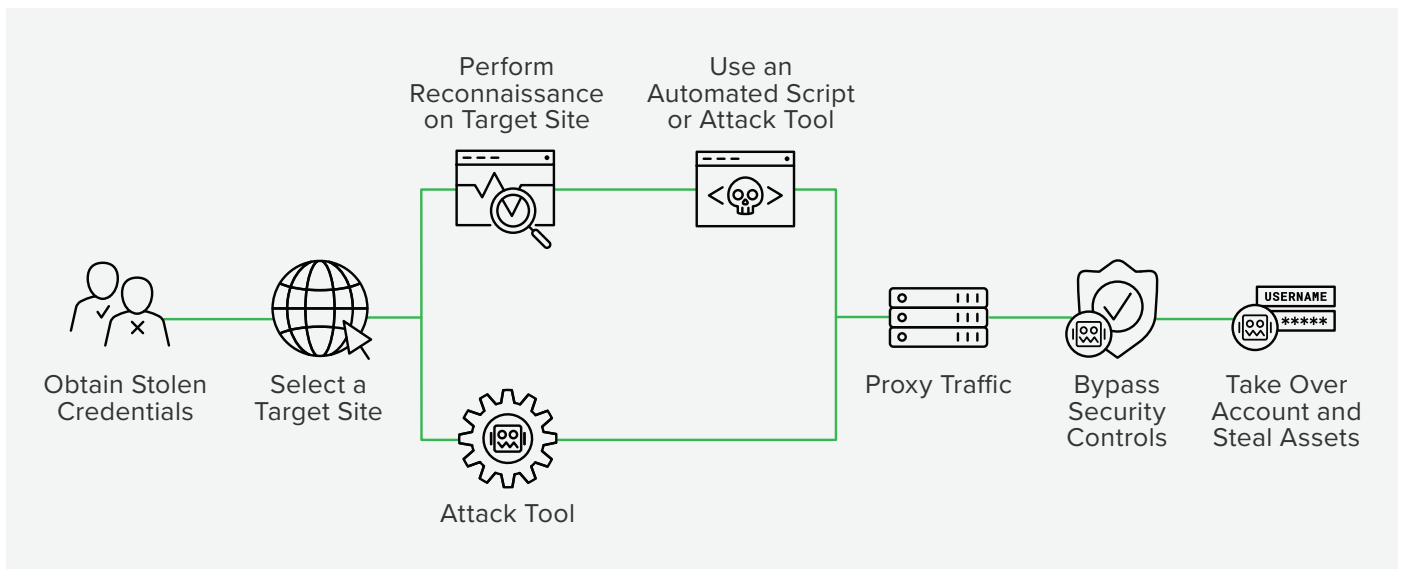 Perform
Reconnaissance
on Target Site
Use an
Automated Script
or Attack Tool
Obtain Stolen
Credentials
Select a
Target Site
Attack Tool
Proxy Traffic
Bypass
Security
Controls
USERNAME
*****
Take Over
Account and
Steal Assets